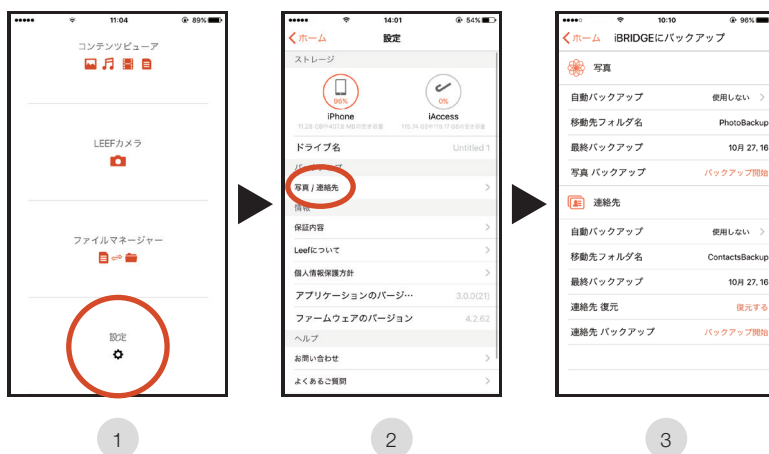 11:04
89%
コンテンツビューア
LEEFカメラ
ファイルマネージャー
設定
1
14:01
54%
ホーム
設定
ストレージ
96%
0%
iPhone
iAccess
ドライブ名
Untitled 1
写真 / 連絡先
情報
保証内容
Leefについて
個人情報保護方針
アプリケーションのバージ…
3.0.0(21)
ファームウェアのバージョン
4.2.62
ヘルプ
お問い合わせ
よくあるご質問
2
10:10
96%
ホーム
iBRIDGEにバックアップ
写真
自動バックアップ
使用しない
移動先フォルダ名
PhotoBackup
最終バックアップ
10月 27, 16
写真 バックアップ
バックアップ開始
連絡先
自動バックアップ
使用しない
移動先フォルダ名
ContactsBackup
最終バックアップ
10月 27, 16
連絡先 復元
復元する
連絡先 バックアップ
バックアップ開始
3